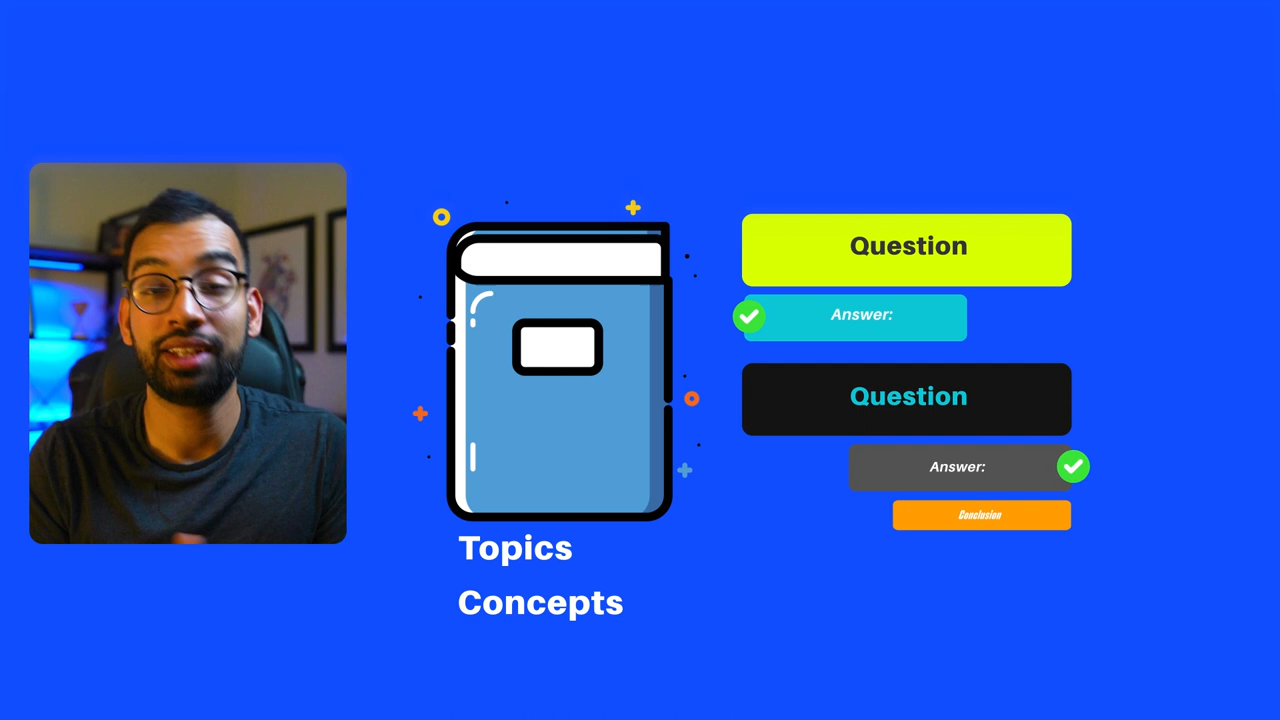 Topics
Concepts
Question
Answer:
Question
Answer:
Conclusion